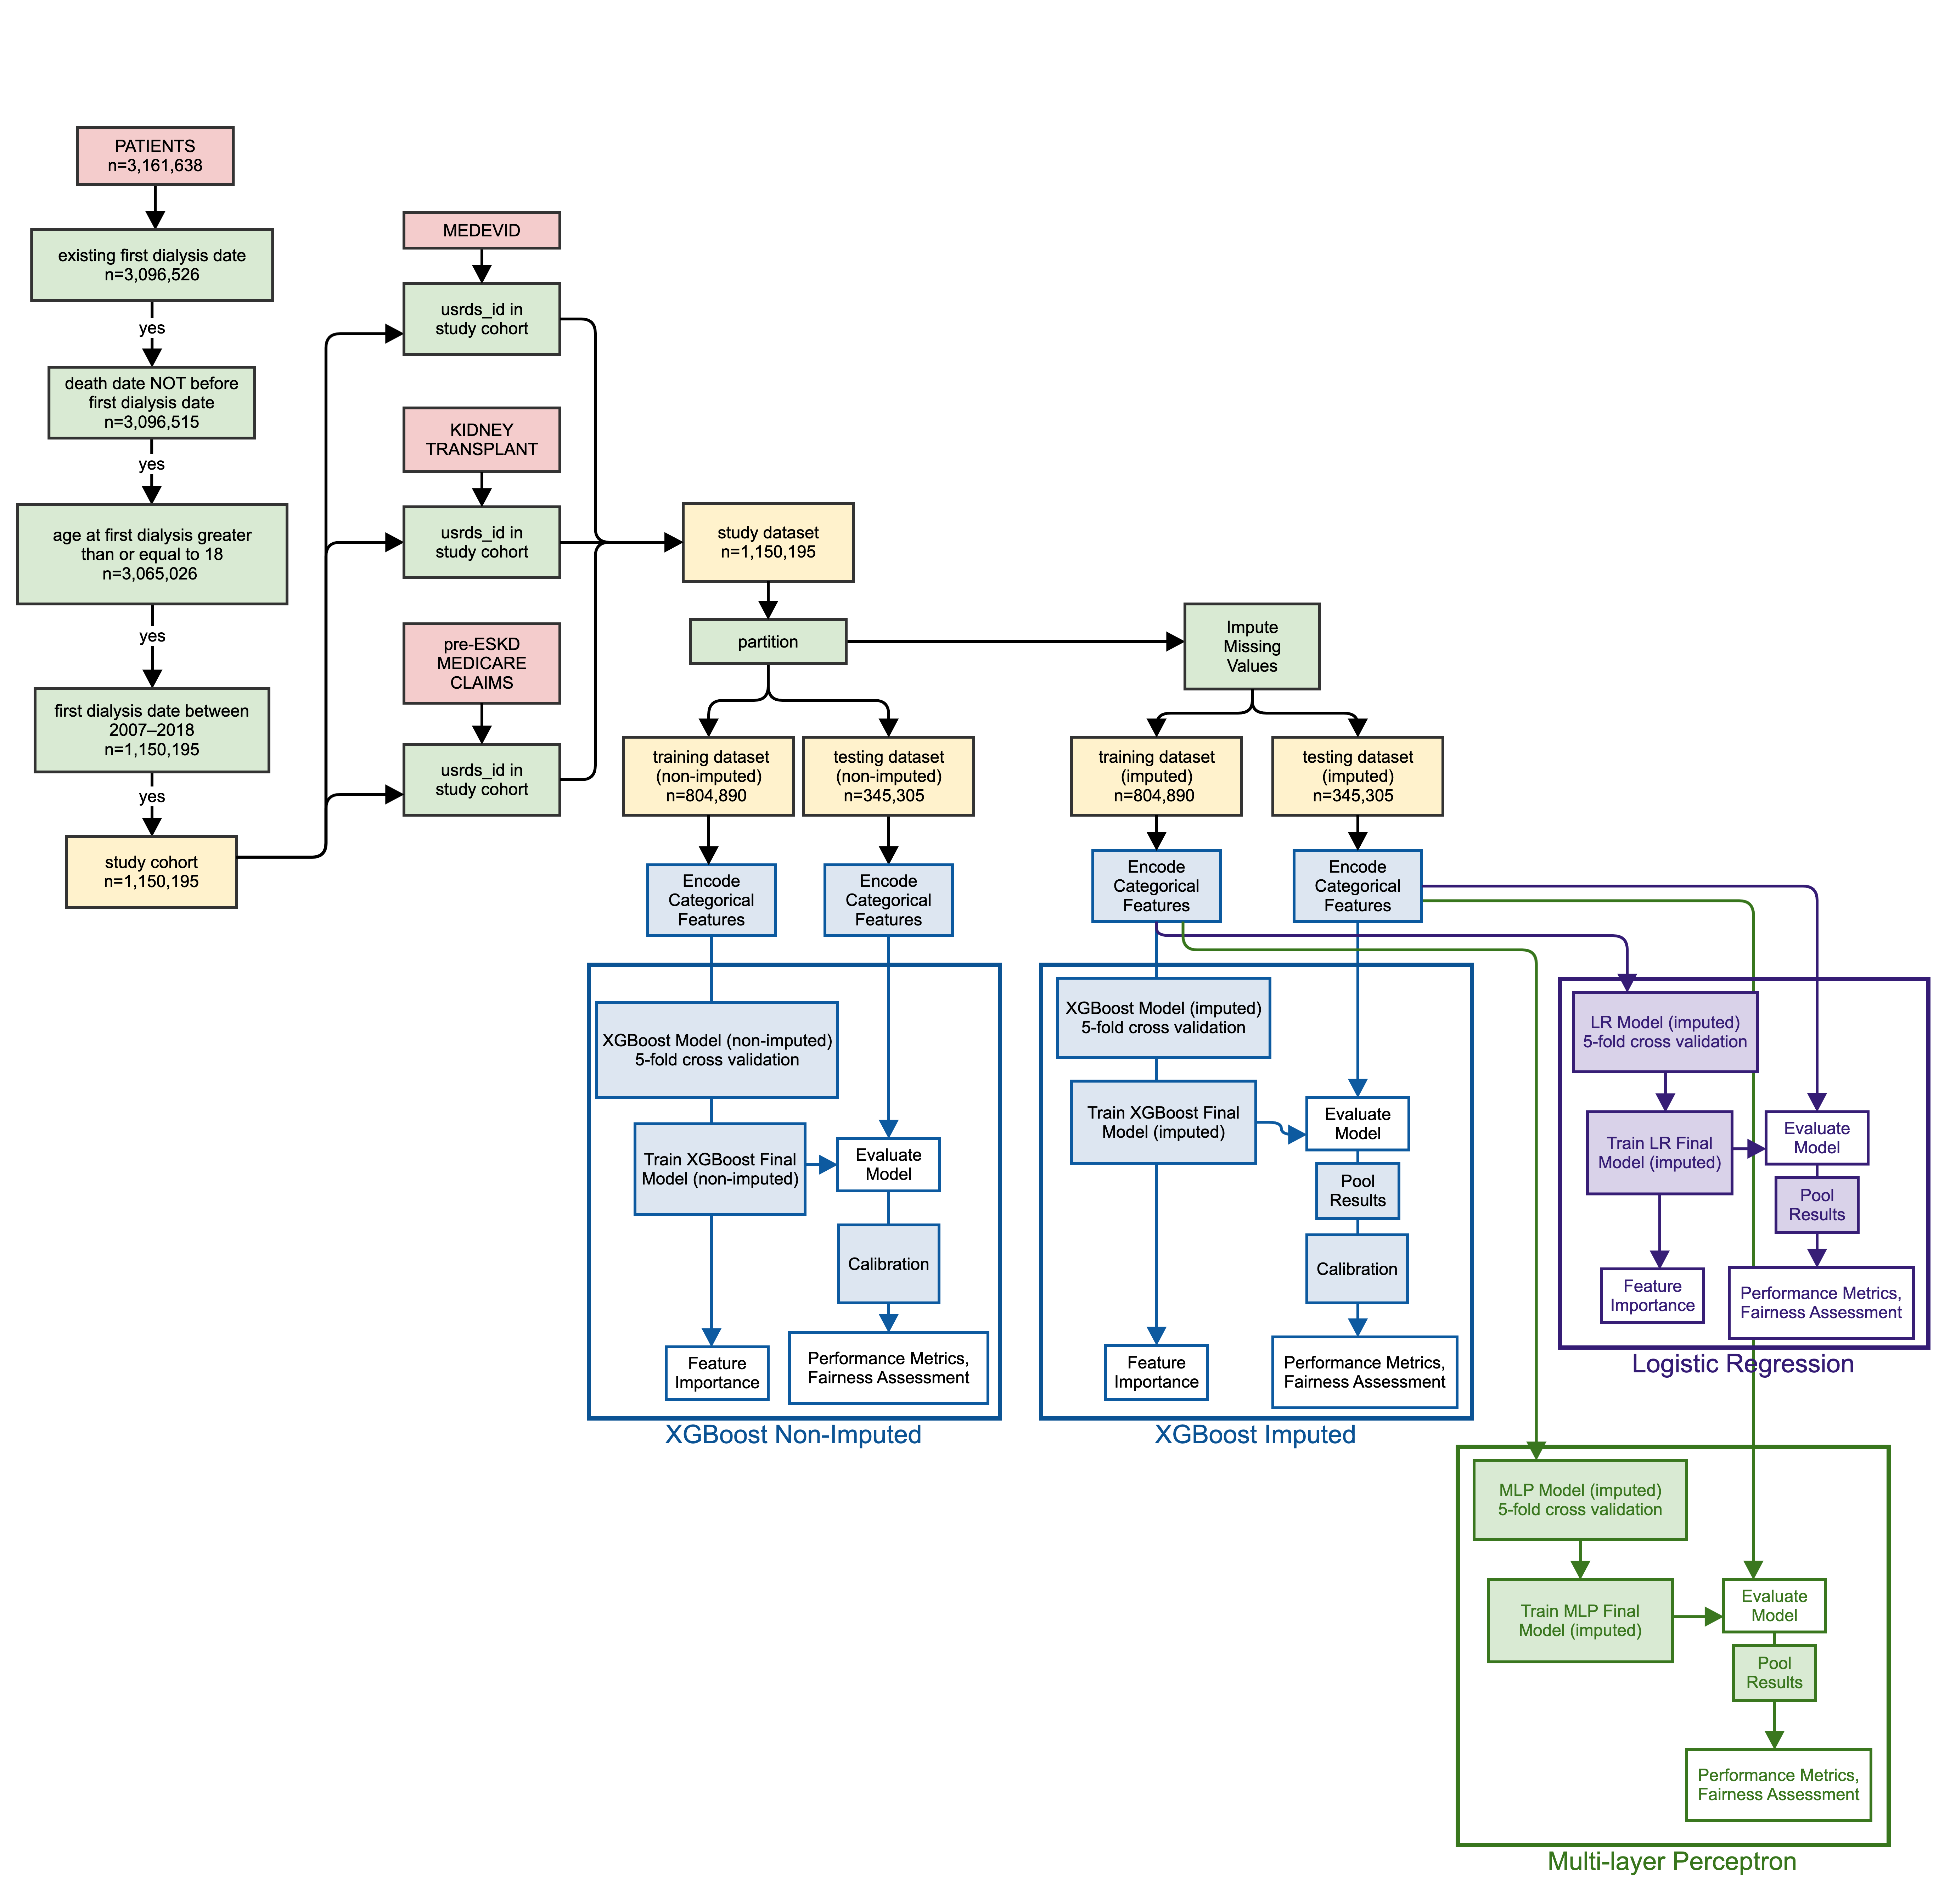 PATIENTS
n=3,161,638
existing first dialysis date
n=3,096,526
yes
death date NOT before
first dialysis date
n=3,096,515
yes
age at first dialysis greater
than or equal to 18
n=3,065,026
yes
first dialysis date between
2007–2018
n=1,150,195
yes
study cohort
n=1,150,195
MEDEVID
usrds_id in
study cohort
KIDNEY
TRANSPLANT
usrds_id in
study cohort
pre-ESKD
MEDICARE
CLAIMS
usrds_id in
study cohort
study dataset
n=1,150,195
partition
Impute
Missing
Values
training dataset
(non-imputed)
n=804,890
testing dataset
(non-imputed)
n=345,305
training dataset
(imputed)
n=804,890
testing dataset
(imputed)
n=345,305
Encode
Categorical
Features
Encode
Categorical
Features
Encode
Categorical
Features
Encode
Categorical
Features
XGBoost Model (non-imputed)
5-fold cross validation
Train XGBoost Final
Model (non-imputed)
Evaluate
Model
Calibration
Feature
Importance
Performance Metrics,
Fairness Assessment
XGBoost Non-Imputed
XGBoost Model (imputed)
5-fold cross validation
Train XGBoost Final
Model (imputed)
Evaluate
Model
Pool
Results
Calibration
Feature
Importance
Performance Metrics,
Fairness Assessment
XGBoost Imputed
LR Model (imputed)
5-fold cross validation
Train LR Final
Model (imputed)
Evaluate
Model
Pool
Results
Feature
Importance
Performance Metrics,
Fairness Assessment
Logistic Regression
MLP Model (imputed)
5-fold cross validation
Train MLP Final
Model (imputed)
Evaluate
Model
Pool
Results
Performance Metrics,
Fairness Assessment
Multi-layer Perceptron